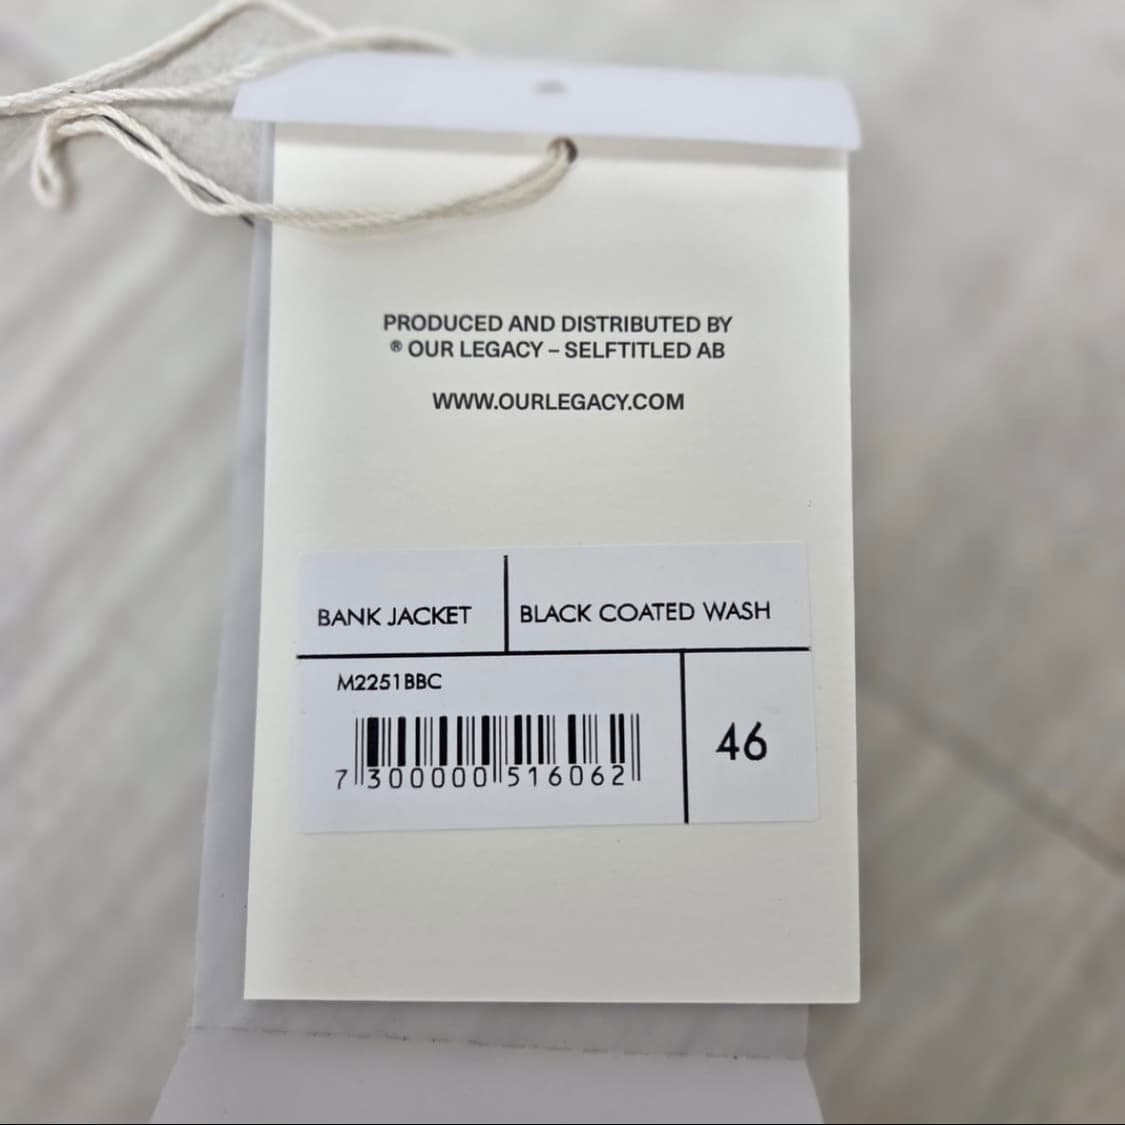 PRODUCED AND DISTRIBUTED BY
® OUR LEGACY – SELFTITLED AB
WWW.OURLEGACY.COM
BANK JACKET
BLACK COATED WASH
M2251BBC
46
7 300000 516062